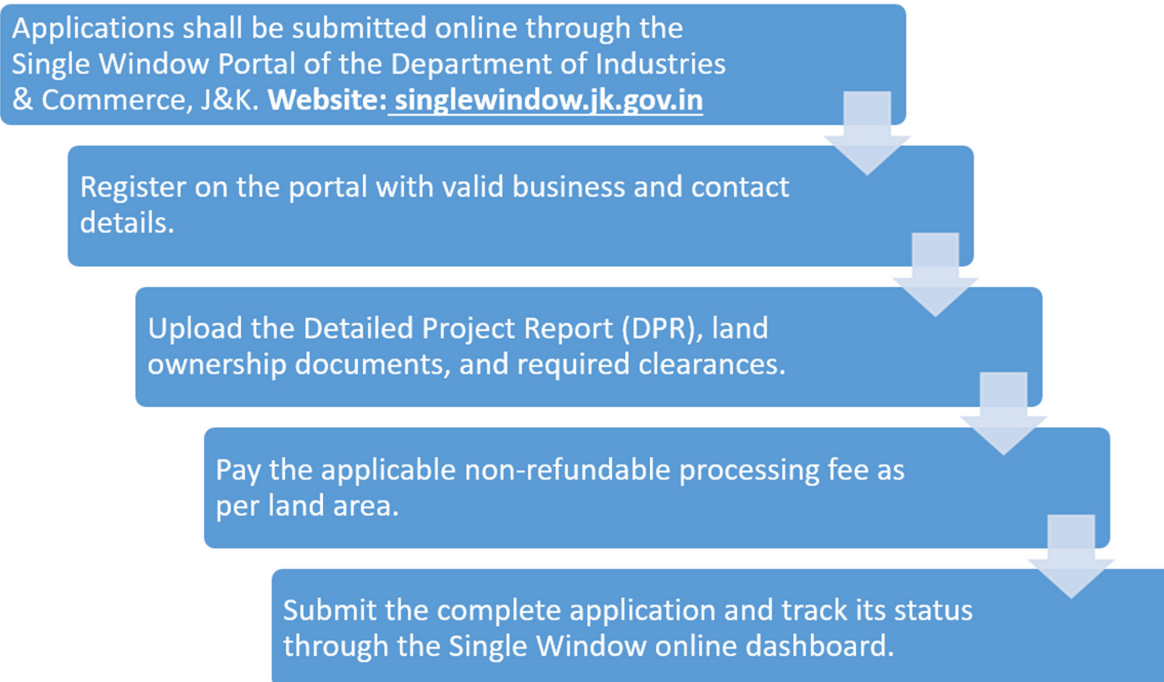 Applications shall be submitted online through the
Single Window Portal of the Department of Industries
& Commerce, J&K. Website: singlewindow.jk.gov.in
Register on the portal with valid business and contact
details.
Upload the Detailed Project Report (DPR), land
ownership documents, and required clearances.
Pay the applicable non-refundable processing fee as
per land area.
Submit the complete application and track its status
through the Single Window online dashboard.